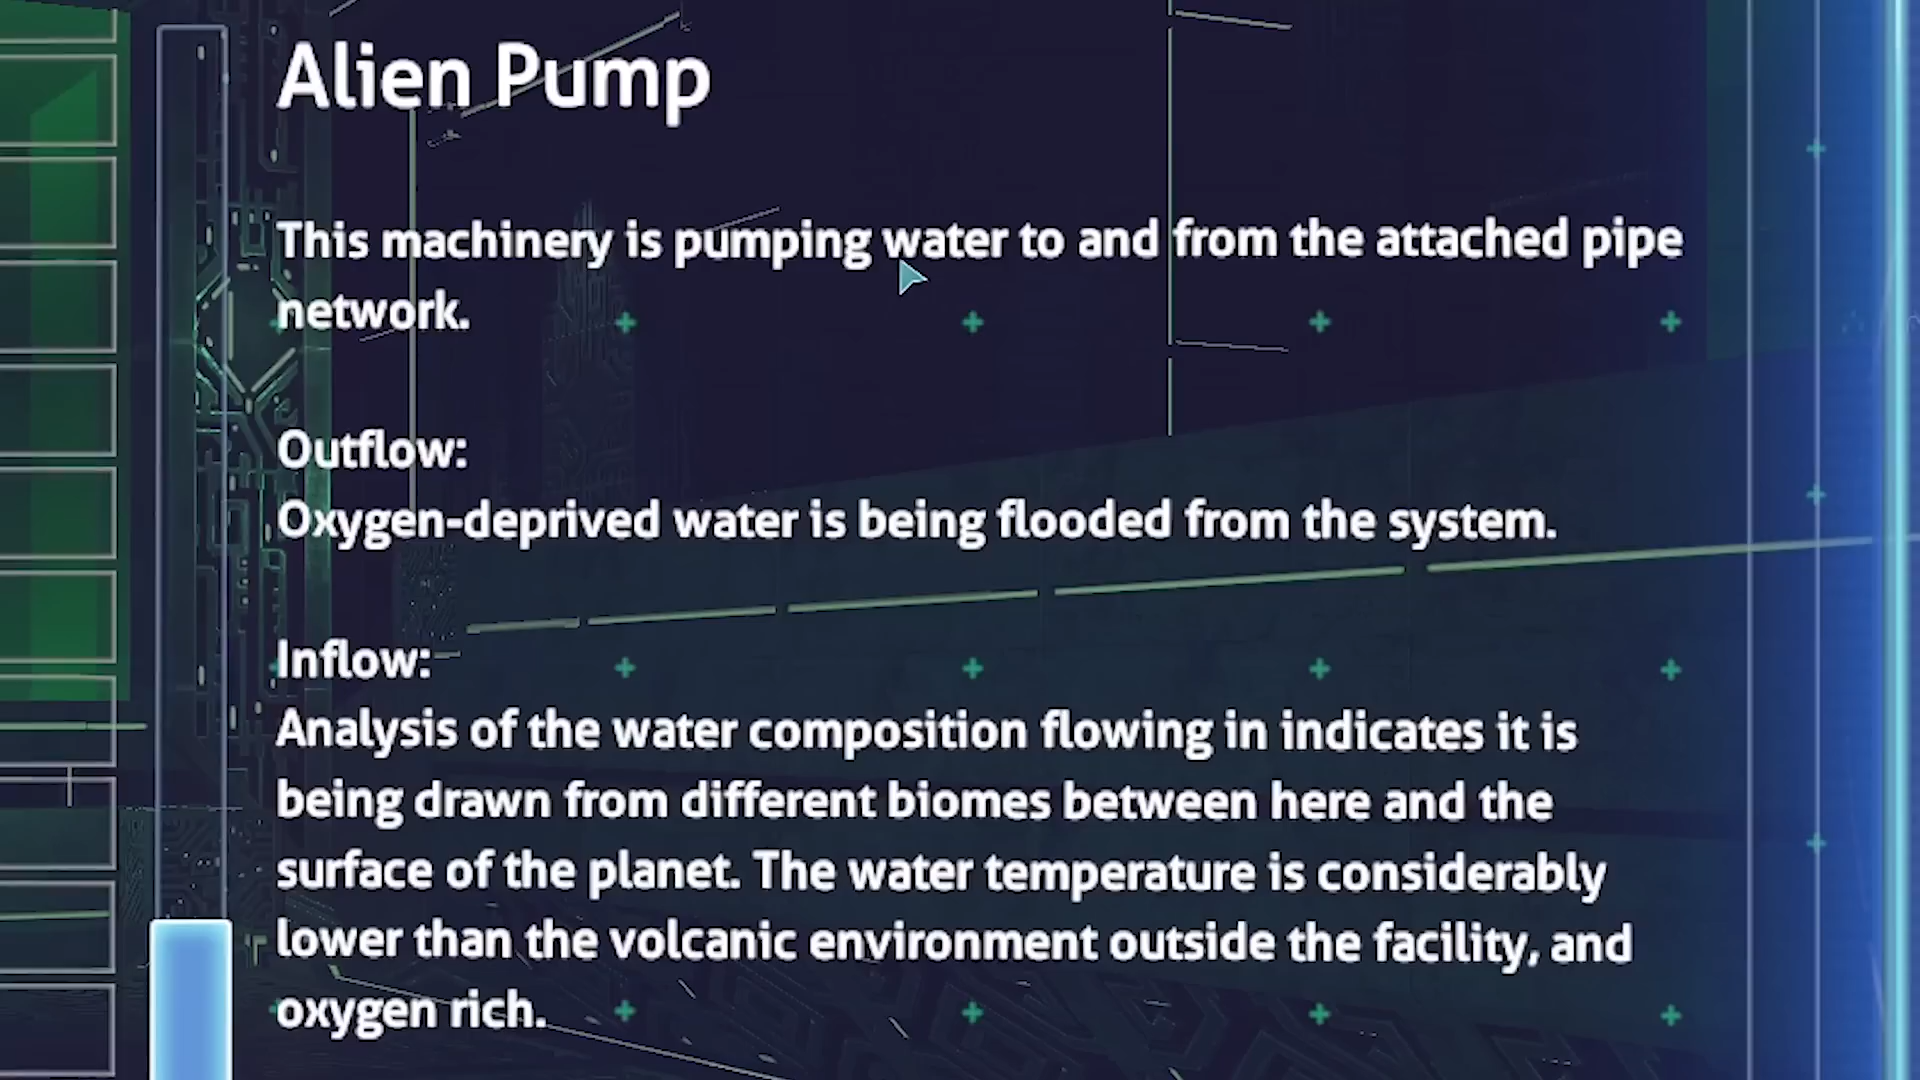 Alien Pump
This machinery is pumping water to and from the attached pipe
network.
Outflow:
Oxygen-deprived water is being flooded from the system.
Inflow:
Analysis of the water composition flowing in indicates it is
being drawn from different biomes between here and the
surface of the planet. The water temperature is considerably
lower than the volcanic environment outside the facility, and
oxygen rich.